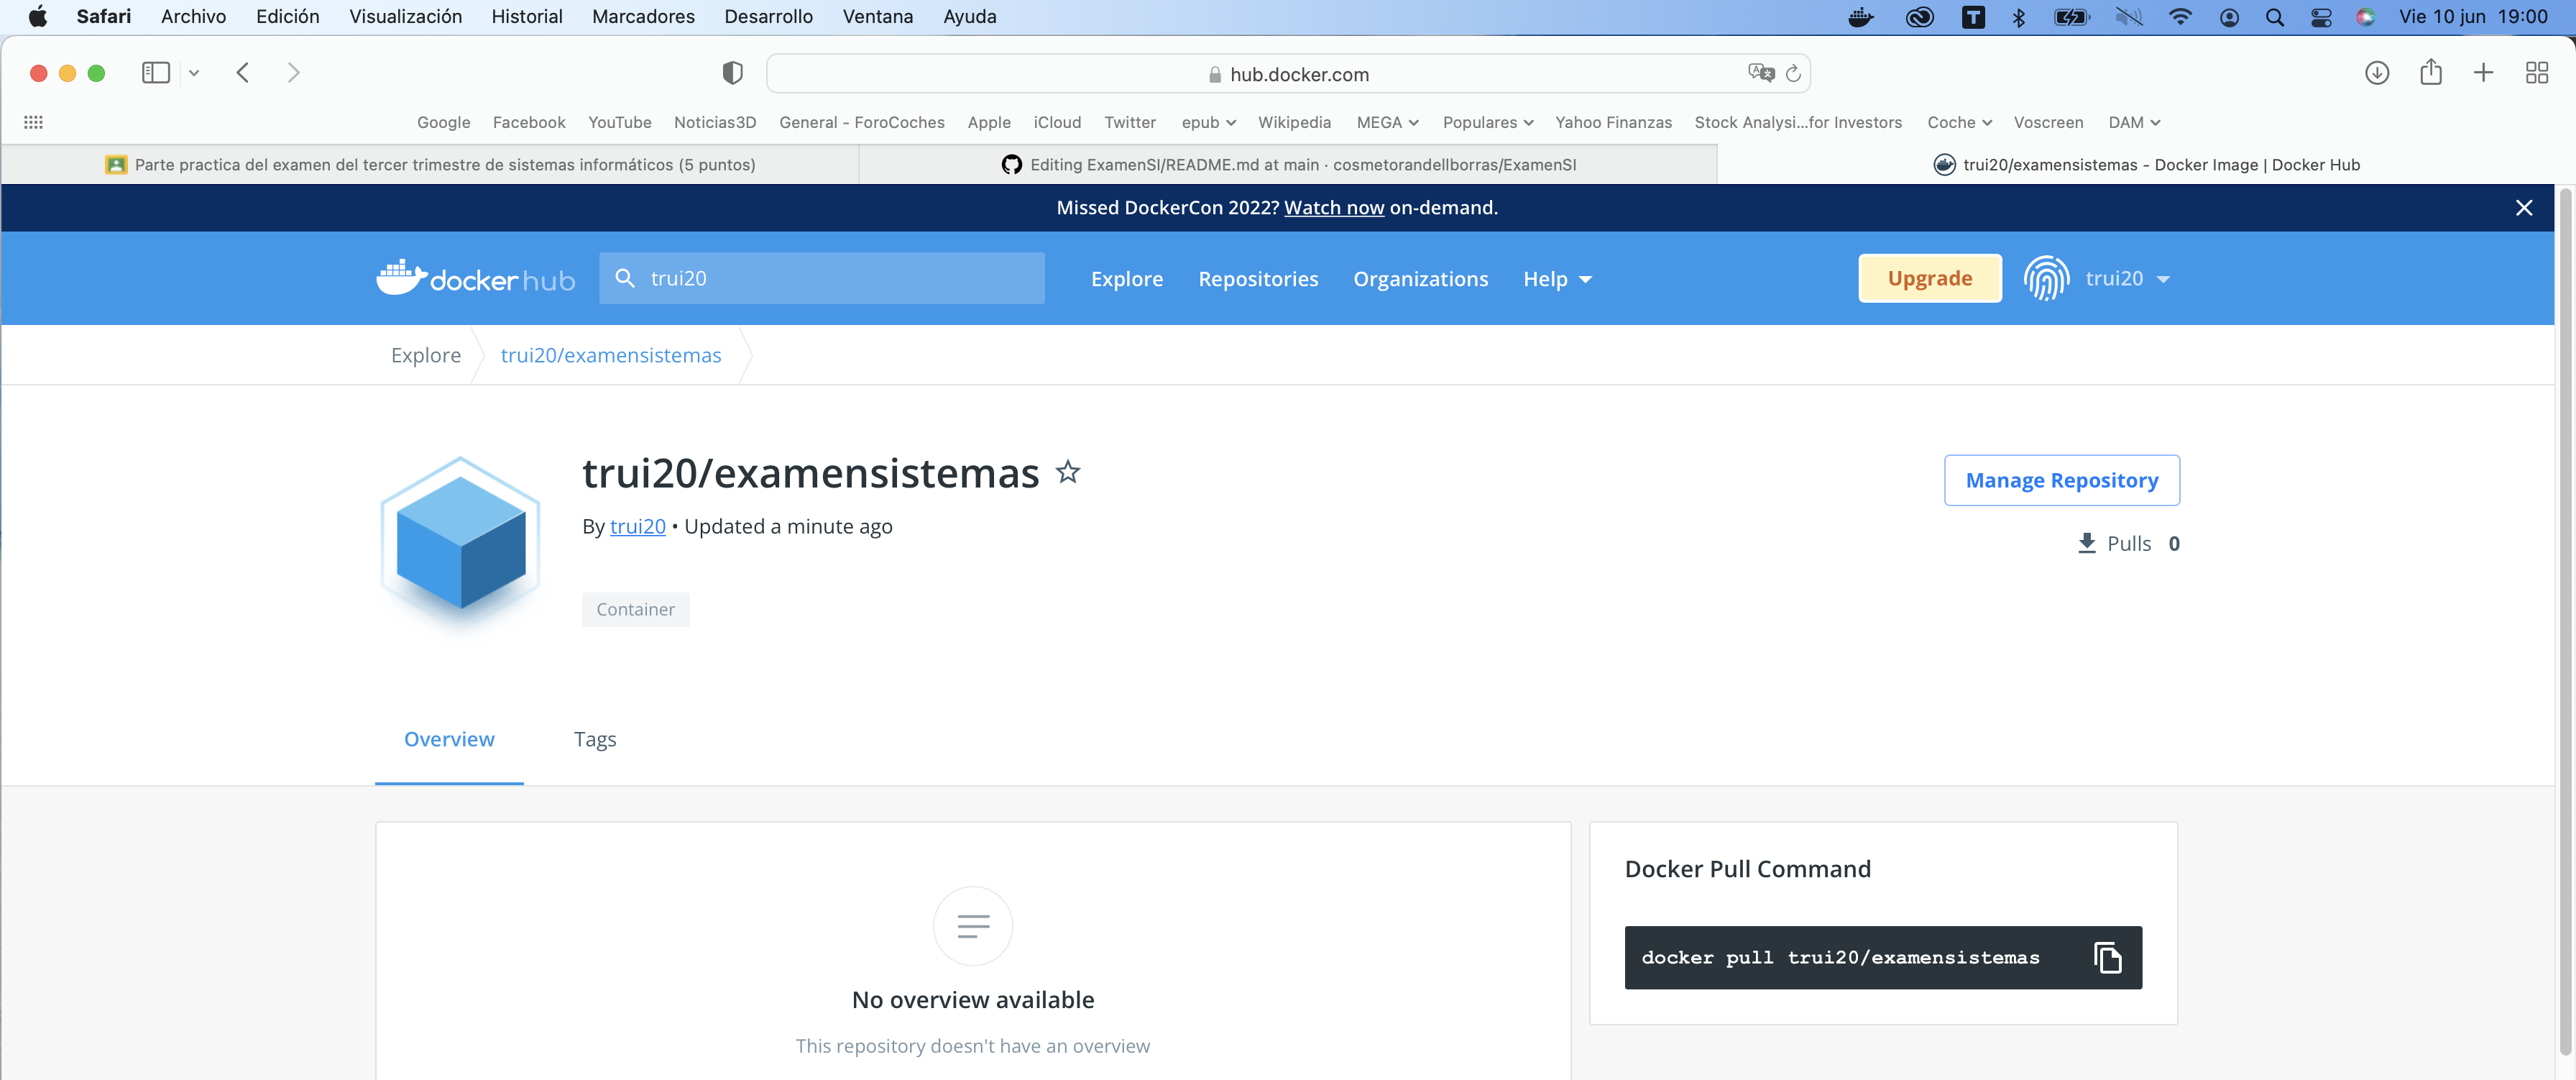 Safari Archivo Edición Visualización Historial Marcadores Desarrollo Ventana Ayuda Vie 10 jun 19:00
hub.docker.com
Google Facebook YouTube Noticias3D General - ForoCoches Apple iCloud Twitter epub Wikipedia MEGA Populares Yahoo Finanzas Stock Analysi...for Investors Coche Voscreen DAM
Parte practica del examen del tercer trimestre de sistemas informáticos (5 puntos) Editing ExamenSI/README.md at main · cosmetorandellborras/ExamenSI trui20/examensistemas - Docker Image | Docker Hub
Missed DockerCon 2022? Watch now on-demand.
docker hub trui20 Explore Repositories Organizations Help Upgrade trui20
Explore trui20/examensistemas
trui20/examensistemas
Manage Repository
By trui20 • Updated a minute ago
Pulls 0
Container
Overview Tags
Docker Pull Command
docker pull trui20/examensistemas
No overview available
This repository doesn't have an overview